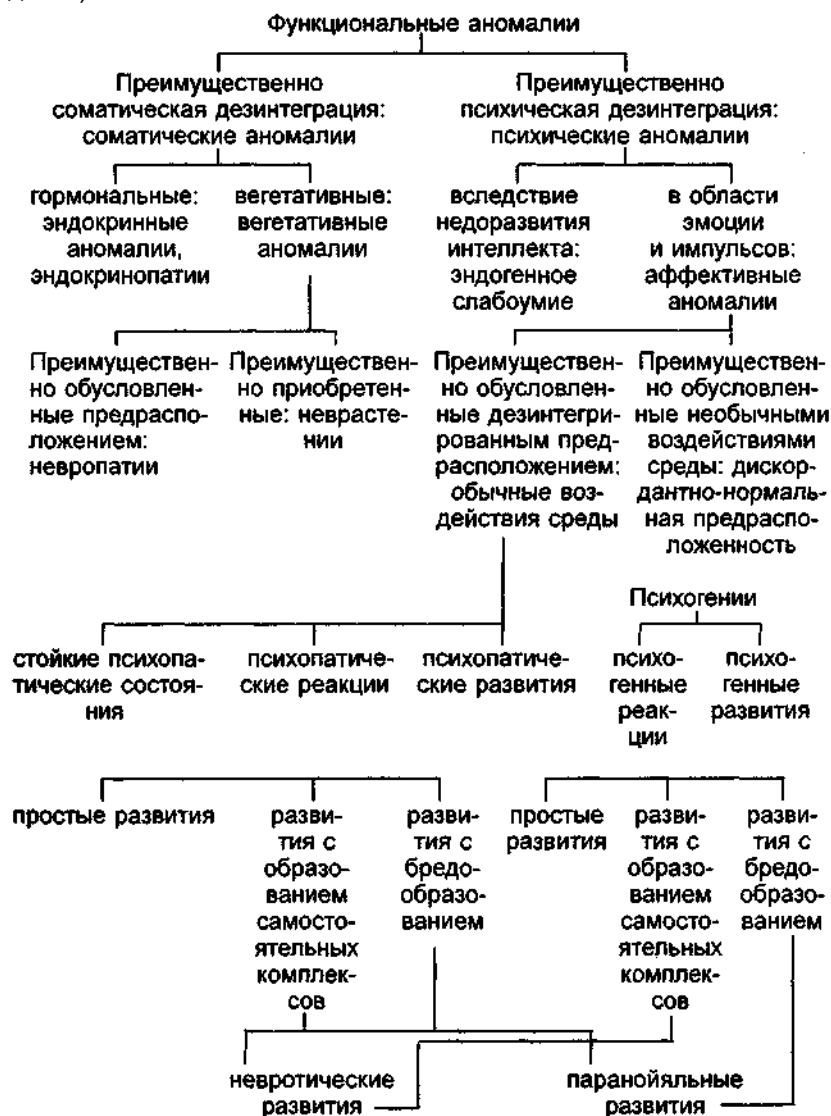 Функциональные аномалии
Преимущественно
соматическая дезинтеграция:
соматические аномалии
Преимущественно
психическая дезинтеграция:
психические аномалии
гормональные:
эндокринные
аномалии,
эндокринопатии
вегетативные:
вегетативные
аномалии
вследствие
недоразвития
интеллекта:
эндогенное
слабоумие
в области
эмоции
и импульсов:
аффективные
аномалии
Преимуществен-
но обусловлен-
ные предраспо-
ложением:
невропатии
Преимуществен-
но приобретен-
ные: неврасте-
нии
Преимуществен-
но обусловлен-
ные дезинтегри-
рованным пред-
расположением:
обычные воз-
действия среды
Преимуществен-
но обусловлен-
ные необычными
воздействиями
среды: дискор-
дантно-нормаль-
ная предраспо-
ложенность
Психогении
стойкие психопа-
тические состоя-
ния
психопатиче-
ские реакции
психопатиче-
ские развития
психо-
генные
реак-
ции
психо-
генные
развития
простые развития
разви-
тия с
образо-
ванием
самосто-
ятельных
комплек-
сов
разви-
тия с
бредо-
образо-
ванием
простые
развития
разви-
тия с
образо-
ванием
самосто-
ятельных
комплек-
сов
разви-
тия с
бредо-
образо-
ванием
невротические
развития
паранойяльные
развития